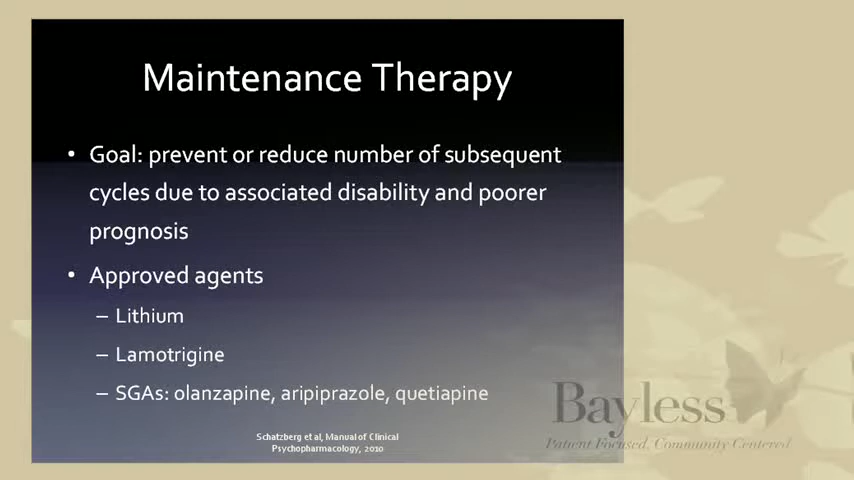 Maintenance Therapy
• Goal: prevent or reduce number of subsequent
cycles due to associated disability and poorer
prognosis
• Approved agents
– Lithium
– Lamotrigine
– SGAs: olanzapine, aripiprazole, quetiapine
Schatzberg et al, Manual of Clinical
Psychopharmacology, 2010
Bayless
Patient Focused, Community Centered